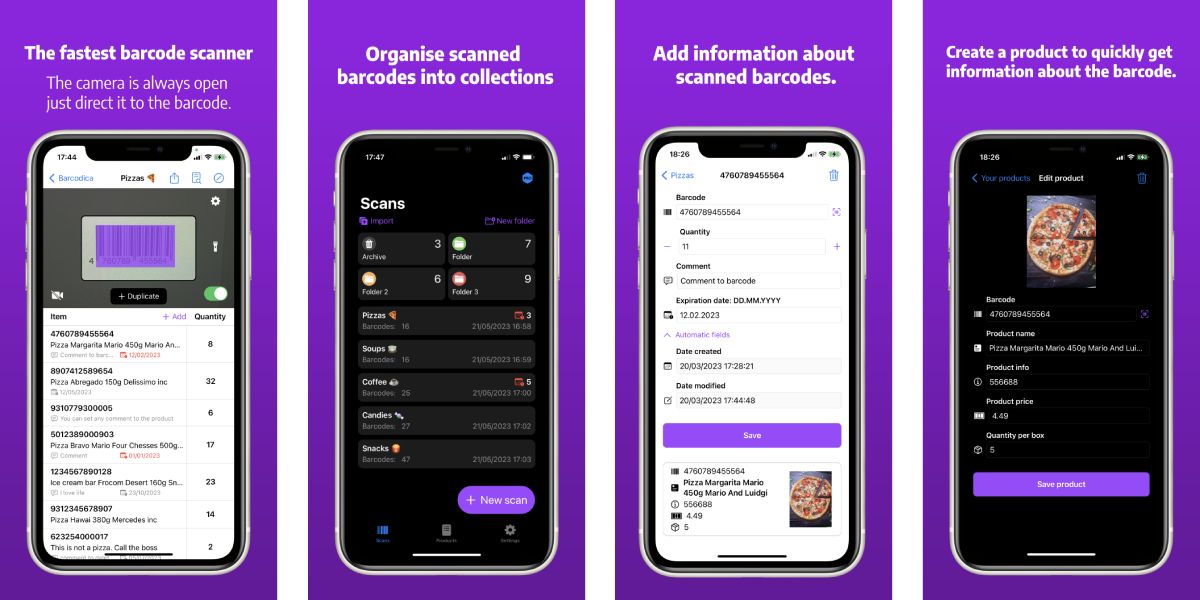 The fastest barcode scanner
The camera is always open
just direct it to the barcode.
17:44
Barcodica
Pizzas 🍕
4 760789 455564
+ Duplicate
Item
+ Add
Quantity
4760789455564
Pizza Margarita Mario 450g Mario An...
8
Comment to barc...
12/02/2023
8907412589654
Pizza Abregado 150g Delissimo inc
32
12/05/2023
9310779300005
6
You can set any comment to the product
5012389000903
Pizza Bravo Mario Four Chesses 500g...
17
Comment
01/01/2023
1234567890128
Ice cream bar Frocom Desert 160g Sn...
23
I love life
23/10/2023
9312345678907
Pizza Hawai 380g Mercedes inc
14
623254000017
This is not a pizza. Call the boss
2
Organise scanned
barcodes into collections
17:47
PRO
Scans
Import
New folder
3
Archive
7
Folder
6
Folder 2
9
Folder 3
Pizzas 🍕
3
Barcodes: 16
21/05/2023 16:58
Soups 🍲
Barcodes: 16
21/05/2023 16:59
Coffee ☕
5
Barcodes: 25
21/05/2023 17:00
Candies 🍬
Barcodes: 27
21/05/2023 17:02
Snacks 🍟
Barcodes: 47
21/05/2023 17:03
+ New scan
Scans
Products
Settings
Add information about
scanned barcodes.
18:26
Pizzas
4760789455564
Barcode
4760789455564
Quantity
− 11 +
Comment
Comment to barcode
Expiration date: DD.MM.YYYY
12.02.2023
Automatic fields
Date created
20/03/2023 17:28:21
Date modified
20/03/2023 17:44:48
Save
4760789455564
Pizza Margarita Mario
450g Mario And Luidgi
556688
4.49
5
Create a product to quickly get
information about the barcode.
18:26
Your products
Edit product
Barcode
4760789455564
Product name
Pizza Margarita Mario 450g Mario And Lui...
Product info
556688
Product price
4.49
Quantity per box
5
Save product